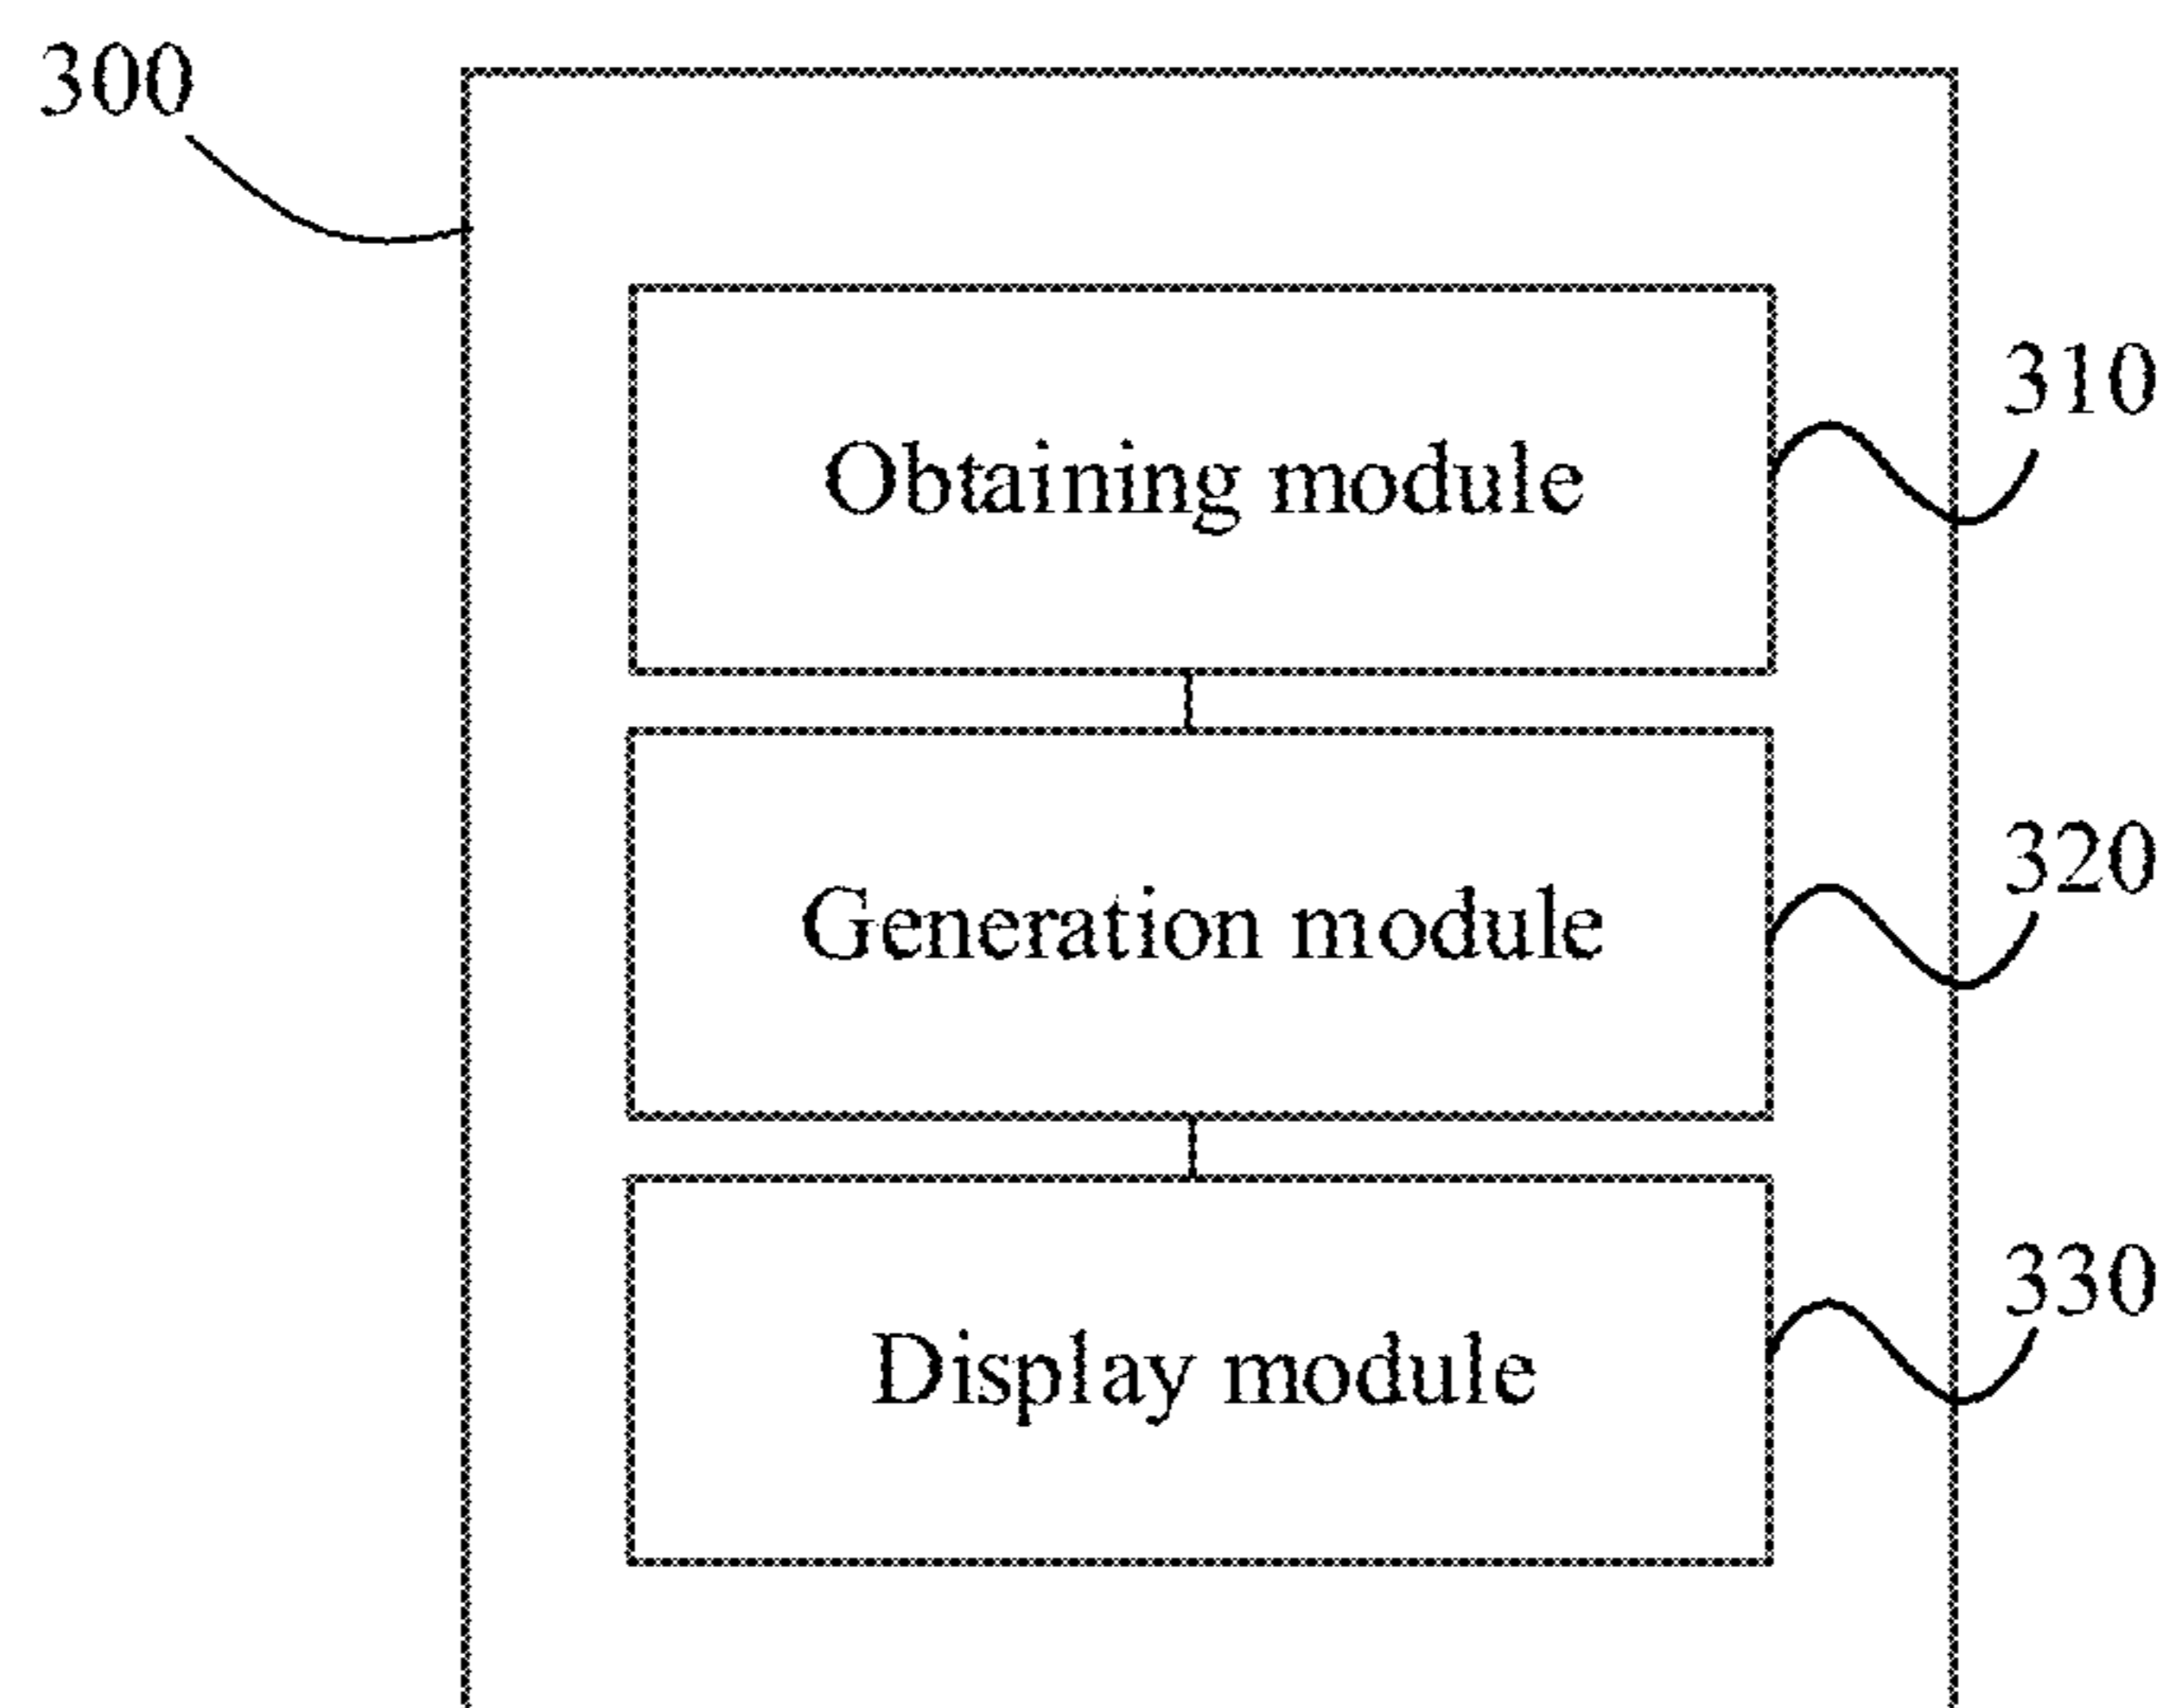 300
310
Obtaining module
320
Generation module
330
Display module